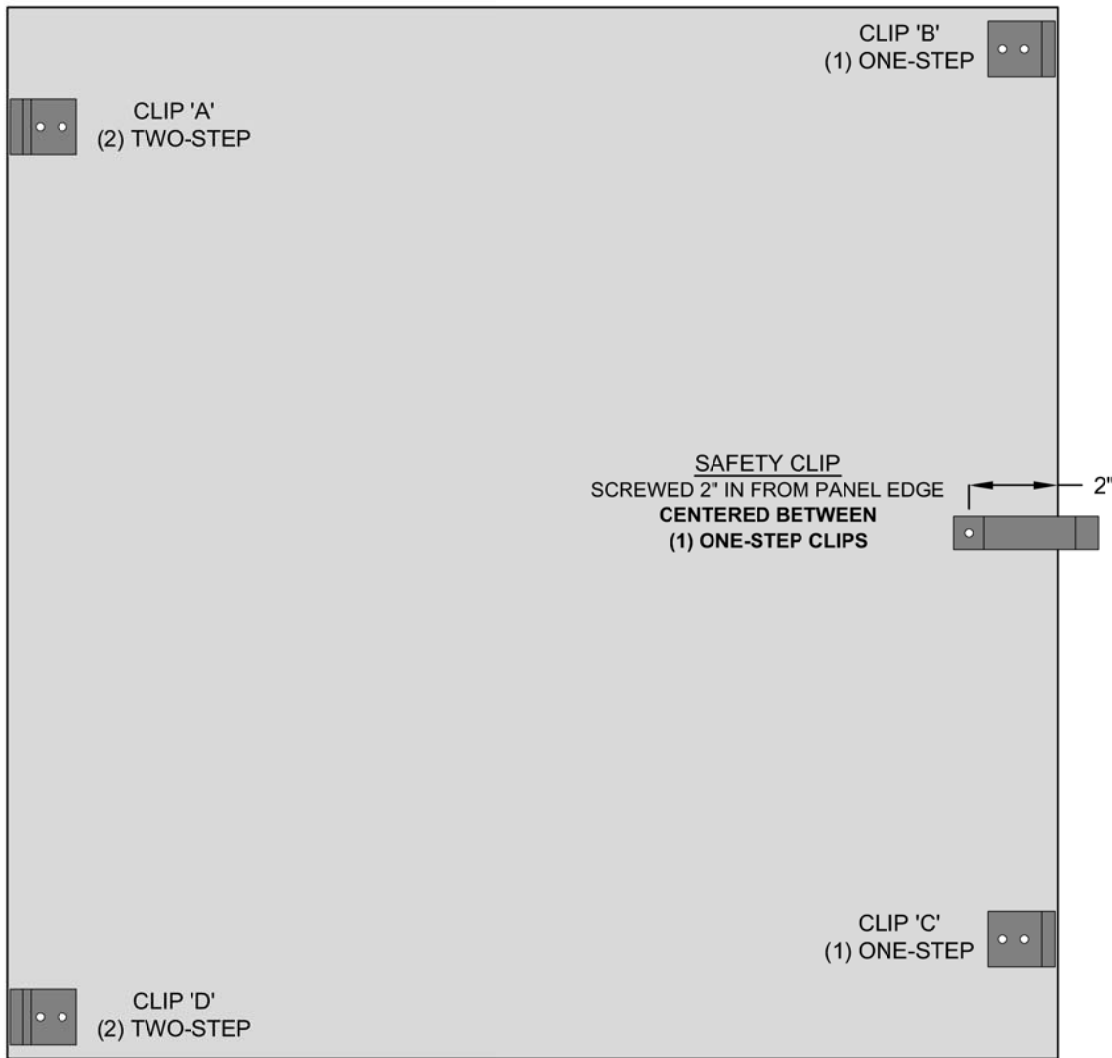 CLIP 'B'
(1) ONE-STEP
CLIP 'A'
(2) TWO-STEP
SAFETY CLIP
SCREWED 2" IN FROM PANEL EDGE
CENTERED BETWEEN
(1) ONE-STEP CLIPS
2"
CLIP 'C'
(1) ONE-STEP
CLIP 'D'
(2) TWO-STEP